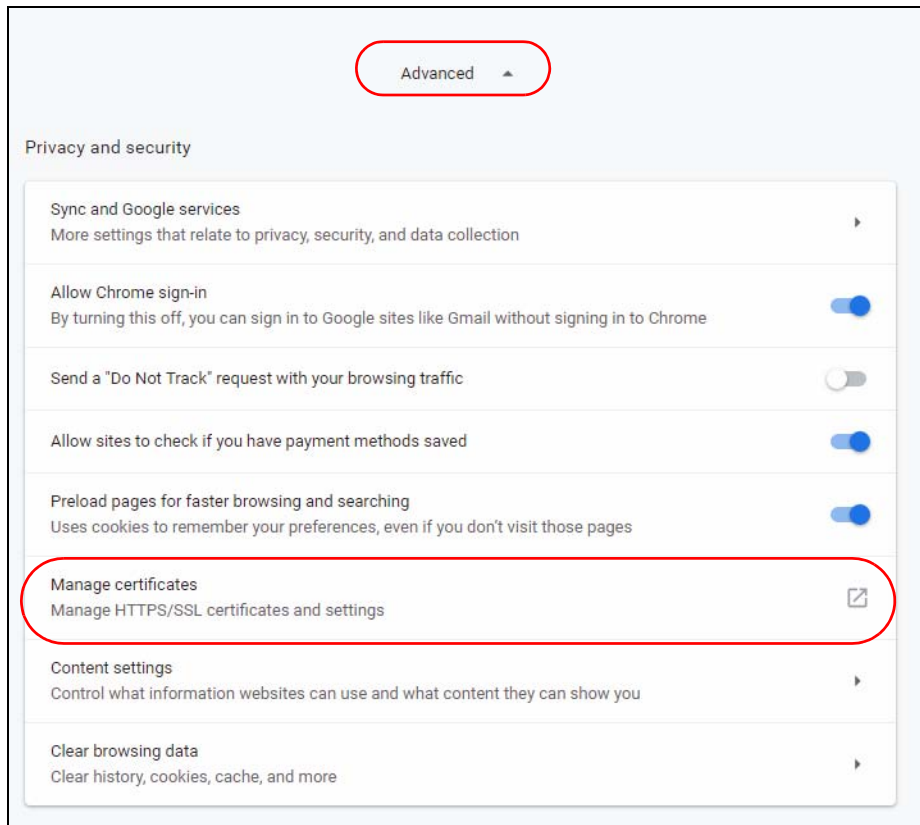 Advanced
Privacy and security
Sync and Google services
More settings that relate to privacy, security, and data collection
Allow Chrome sign-in
By turning this off, you can sign in to Google sites like Gmail without signing in to Chrome
Send a "Do Not Track" request with your browsing traffic
Allow sites to check if you have payment methods saved
Preload pages for faster browsing and searching
Uses cookies to remember your preferences, even if you don't visit those pages
Manage certificates
Manage HTTPS/SSL certificates and settings
Content settings
Control what information websites can use and what content they can show you
Clear browsing data
Clear history, cookies, cache, and more